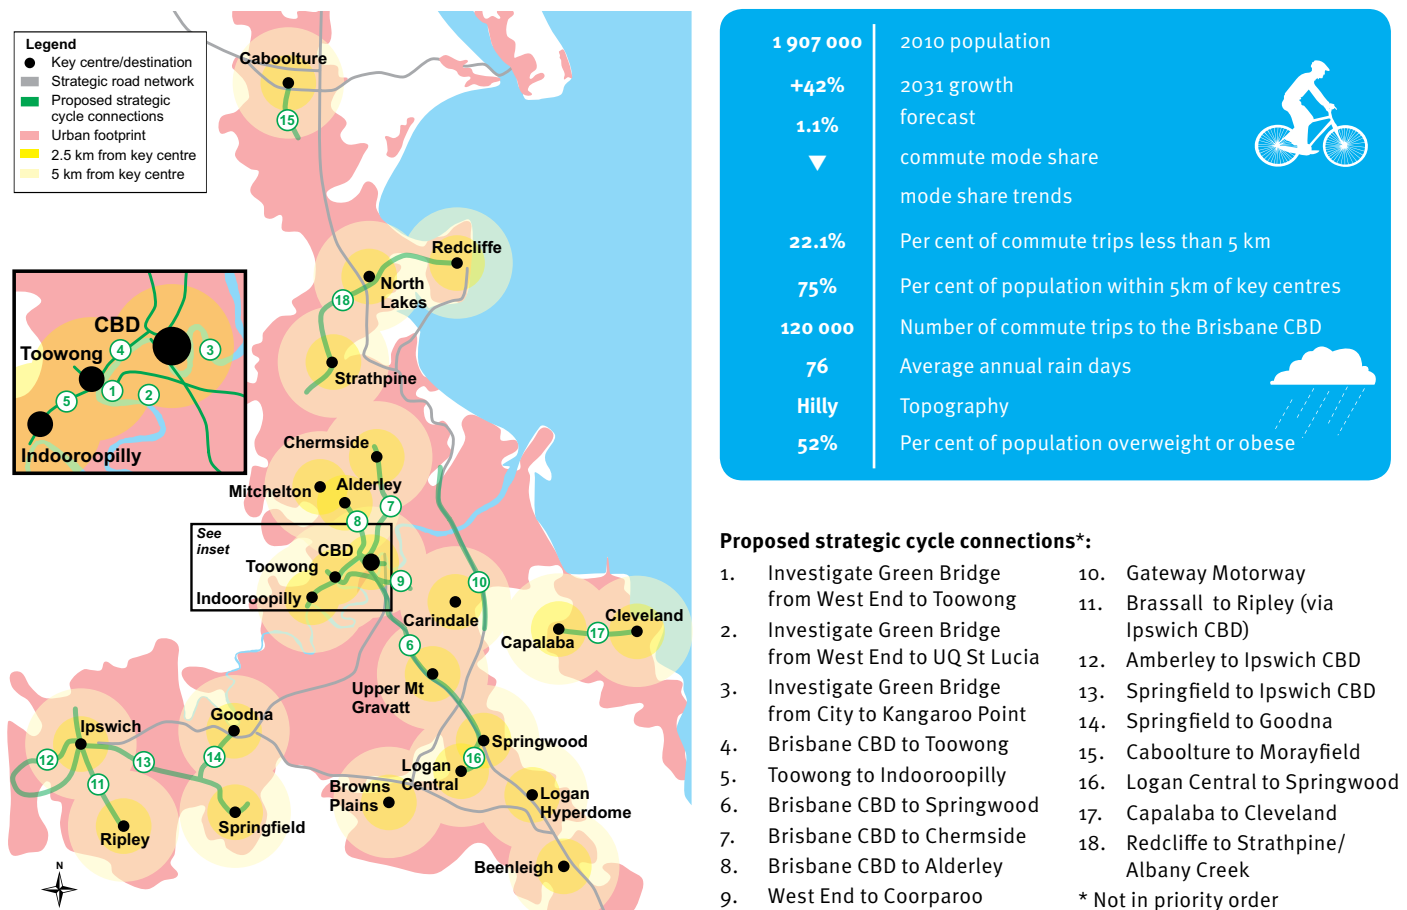 Legend
Key centre/destination
Strategic road network
Proposed strategic
cycle connections
Urban footprint
2.5 km from key centre
5 km from key centre
Caboolture
15
Redcliffe
North
Lakes
18
Strathpine
CBD
Toowong
4
3
1
2
5
Indooroopilly
Chermside
Mitchelton
Alderley
7
8
See
inset
CBD
Toowong
9
Indooroopilly
10
Carindale
Cleveland
Capalaba
17
6
Upper Mt
Gravatt
Ipswich
Goodna
12
13
14
11
Springwood
16
Logan
Central
Browns
Plains
Logan
Hyperdome
Springfield
Ripley
Beenleigh
N
1 907 000 2010 population
+42% 2031 growth
forecast
1.1%
commute mode share
▼
mode share trends
22.1% Per cent of commute trips less than 5 km
75% Per cent of population within 5km of key centres
120 000 Number of commute trips to the Brisbane CBD
76 Average annual rain days
Hilly Topography
52% Per cent of population overweight or obese
Proposed strategic cycle connections*:
1. Investigate Green Bridge
from West End to Toowong
2. Investigate Green Bridge
from West End to UQ St Lucia
3. Investigate Green Bridge
from City to Kangaroo Point
4. Brisbane CBD to Toowong
5. Toowong to Indooroopilly
6. Brisbane CBD to Springwood
7. Brisbane CBD to Chermside
8. Brisbane CBD to Alderley
9. West End to Coorparoo
10. Gateway Motorway
11. Brassall to Ripley (via
Ipswich CBD)
12. Amberley to Ipswich CBD
13. Springfield to Ipswich CBD
14. Springfield to Goodna
15. Caboolture to Morayfield
16. Logan Central to Springwood
17. Capalaba to Cleveland
18. Redcliffe to Strathpine/
Albany Creek
* Not in priority order